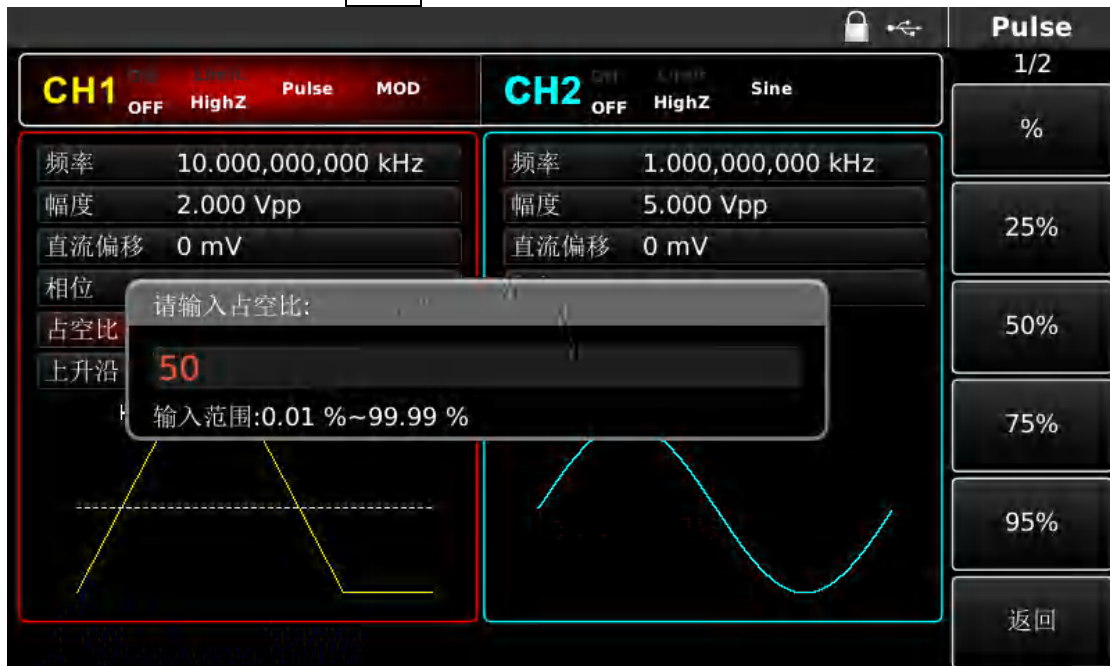 Pulse
1/2
CH1 OFF HighZ Pulse MOD
CH2 OFF HighZ Sine
频率 10.000,000,000 kHz
幅度 2.000 Vpp
直流偏移 0 mV
相位
占空比
上升沿
频率 1.000,000,000 kHz
幅度 5.000 Vpp
直流偏移 0 mV
请输入占空比:
50
输入范围:0.01 %~99.99 %
%
25%
50%
75%
95%
返回